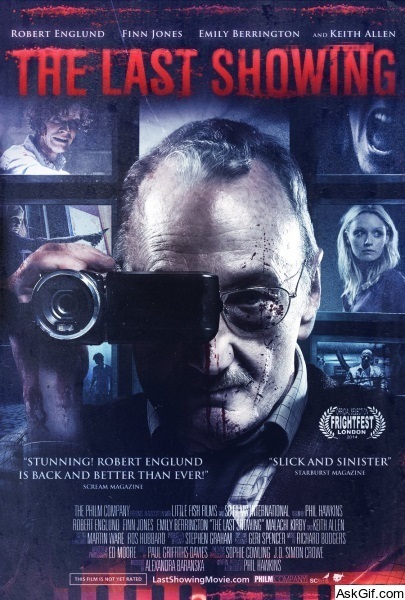 ROBERT ENGLUND FINN JONES EMILY BERRINGTON AND KEITH ALLEN
THE LAST SHOWING
OFFICIAL SELECTION
FRIGHTFEST
LONDON
2014
"STUNNING! ROBERT ENGLUND
IS BACK AND BETTER THAN EVER!"
SCREAM MAGAZINE
"SLICK AND SINISTER"
STARBURST MAGAZINE
THE PHILM COMPANY LITTLE FISH FILMS INTERNATIONAL PHIL HAWKINS
ROBERT ENGLUND FINN JONES EMILY BERRINGTON "THE LAST SHOWING" MALACHI KIRBY KEITH ALLEN
MARTIN WARE ROS HUBBARD STEPHEN GRAHAM GERI SPENCER RICHARD BODGERS
ED MOORE PAUL GRIFFITHS DAVIES SOPHIE COWLING J.D. SIMON CROWE
ALEXANDRA BARANSKA PHIL HAWKINS
THIS FILM IS NOT YET RATED LastShowingMovie.com PHILMCOMPANY
AskGif.com